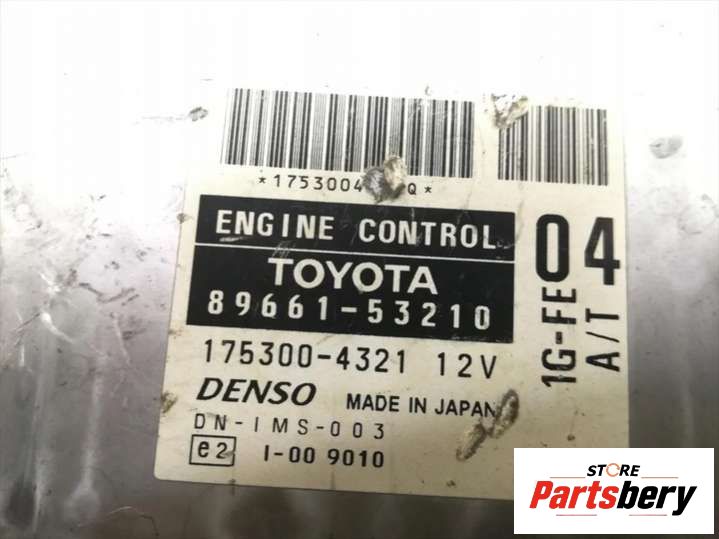 *1753004 Q*
ENGINE CONTROL
TOYOTA
89661-53210
175300-4321 12V
DENSO MADE IN JAPAN
DN-IMS-003
e2 I-00 9010
04
1G-FE
A/T
STORE
Partsbery